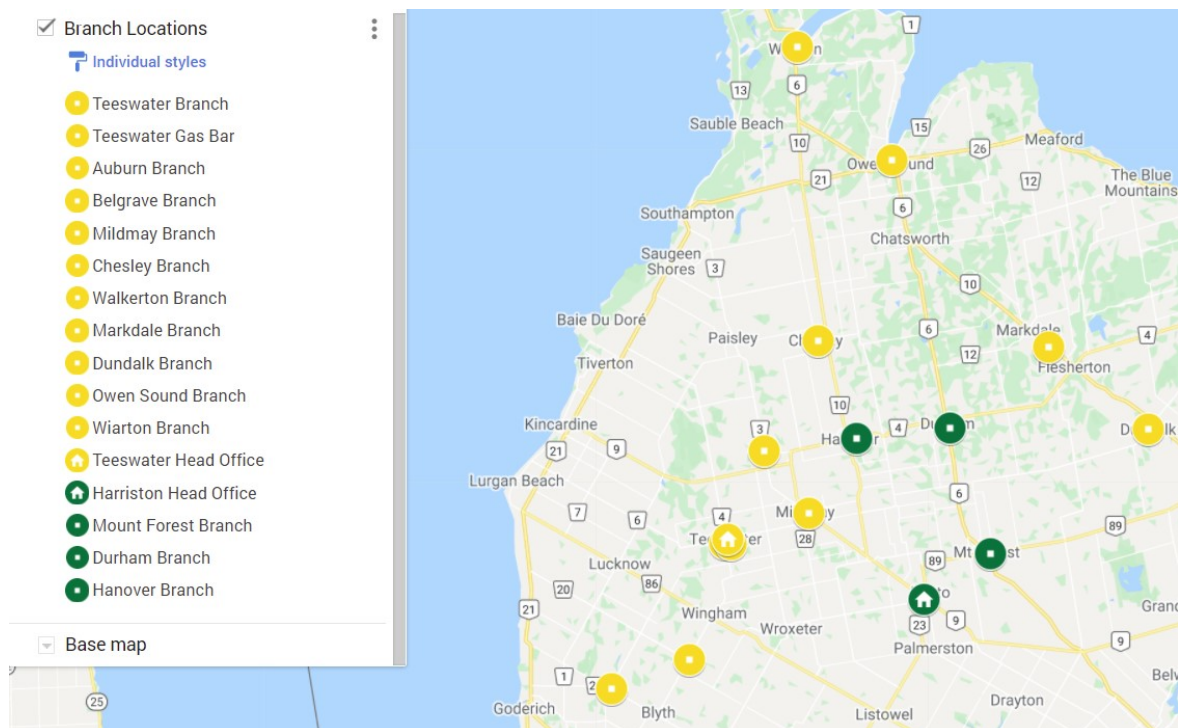 Branch Locations
Individual styles
Teeswater Branch
Teeswater Gas Bar
Auburn Branch
Belgrave Branch
Mildmay Branch
Chesley Branch
Walkerton Branch
Markdale Branch
Dundalk Branch
Owen Sound Branch
Wiarton Branch
Teeswater Head Office
Harriston Head Office
Mount Forest Branch
Durham Branch
Hanover Branch
Base map
25
1
6
13
Sauble Beach
15
Meaford
10
26
21
12
The Blue
Mountains
Southampton
6
Chatsworth
Saugeen
Shores
3
10
Baie Du Doré
Paisley
6
Markdale
4
12
Tiverton
Flesherton
10
Kincardine
3
4
21
9
Lurgan Beach
6
7
4
6
89
28
Lucknow
89
20
86
21
Wingham
23
9
Wroxeter
9
Palmerston
1
Goderich
Blyth
Listowel
Drayton